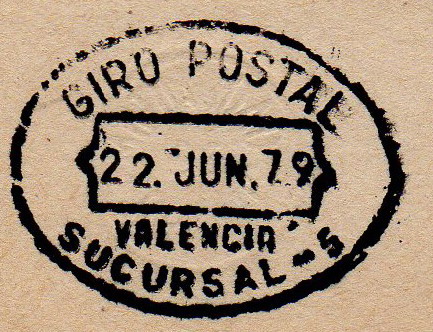 GIRO POSTAL
22. JUN. 79
VALENCIA
SUCURSAL - 5